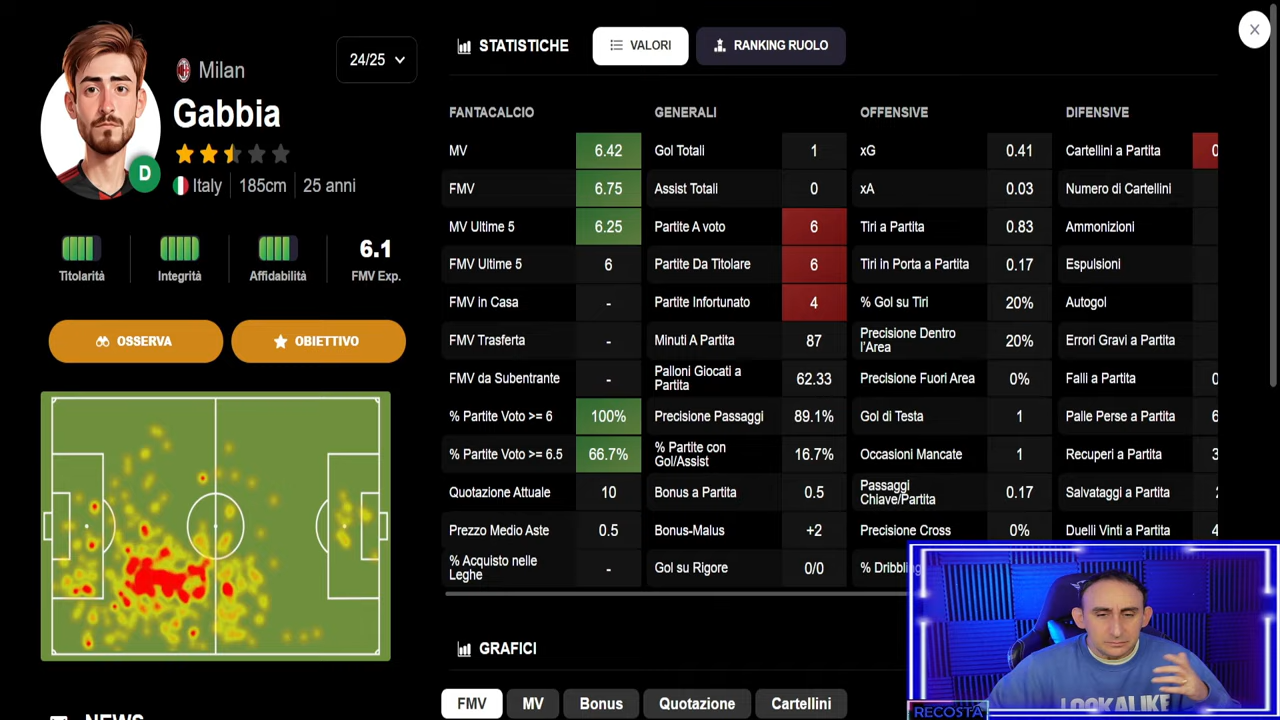 Milan
Gabbia
D
Italy 185cm 25 anni
Titolarità
Integrità
Affidabilità
6.1
FMV Exp.
24/25
OSSERVA
OBIETTIVO
STATISTICHE
VALORI
RANKING RUOLO
FANTACALCIO
MV 6.42
FMV 6.75
MV Ultime 5 6.25
FMV Ultime 5 6
FMV in Casa -
FMV Trasferta -
FMV da Subentrante -
% Partite Voto >= 6 100%
% Partite Voto >= 6.5 66.7%
Quotazione Attuale 10
Prezzo Medio Aste 0.5
% Acquisto nelle
Leghe -
GENERALI
Gol Totali 1
Assist Totali 0
Partite A voto 6
Partite Da Titolare 6
Partite Infortunato 4
Minuti A Partita 87
Palloni Giocati a
Partita 62.33
Precisione Passaggi 89.1%
% Partite con
Gol/Assist 16.7%
Bonus a Partita 0.5
Bonus-Malus +2
Gol su Rigore 0/0
OFFENSIVE
xG 0.41
xA 0.03
Tiri a Partita 0.83
Tiri in Porta a Partita 0.17
% Gol su Tiri 20%
Precisione Dentro
l'Area 20%
Precisione Fuori Area 0%
Gol di Testa 1
Occasioni Mancate 1
Passaggi
Chiave/Partita 0.17
Precisione Cross 0%
% Dribbling
DIFENSIVE
Cartellini a Partita 0
Numero di Cartellini
Ammonizioni
Espulsioni
Autogol
Errori Gravi a Partita
Falli a Partita 0
Palle Perse a Partita 6
Recuperi a Partita 3
Salvataggi a Partita 2
Duelli Vinti a Partita 4
GRAFICI
FMV
MV
Bonus
Quotazione
Cartellini
NEWS
LOOKALIKE
RECOSTA